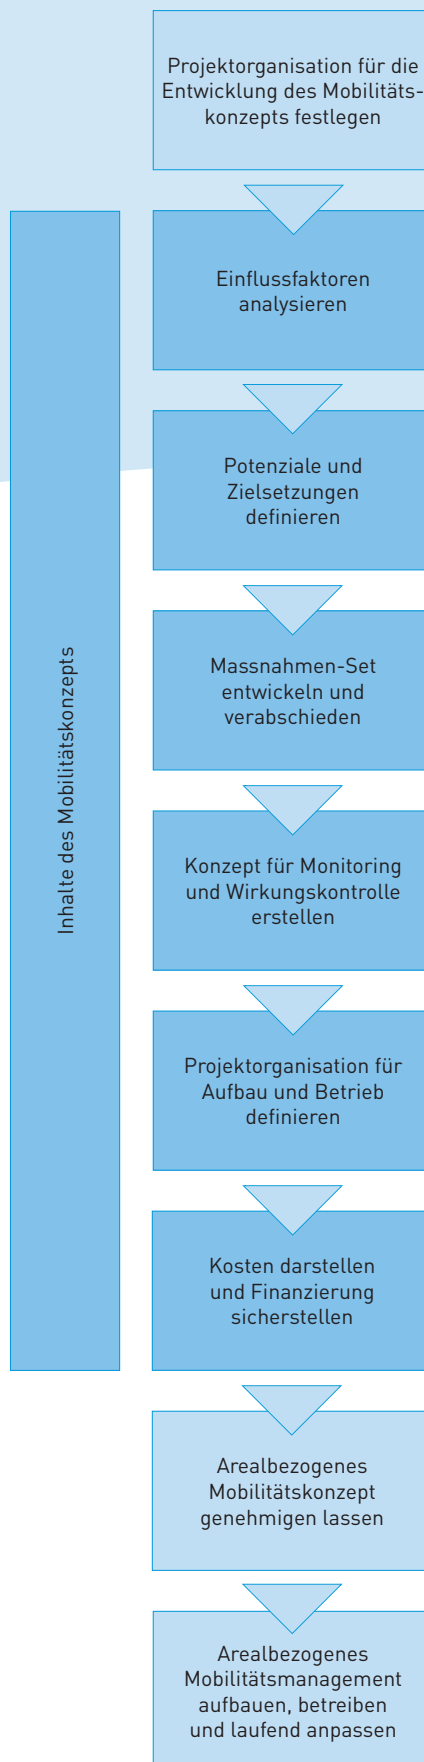 Projektorganisation für die
Entwicklung des Mobilitäts-
konzepts festlegen
Inhalte des Mobilitätskonzepts
Einflussfaktoren
analysieren
Potenziale und
Zielsetzungen
definieren
Massnahmen-Set
entwickeln und
verabschieden
Konzept für Monitoring
und Wirkungskontrolle
erstellen
Projektorganisation für
Aufbau und Betrieb
definieren
Kosten darstellen
und Finanzierung
sicherstellen
Arealbezogenes
Mobilitätskonzept
genehmigen lassen
Arealbezogenes
Mobilitätsmanagement
aufbauen, betreiben
und laufend anpassen